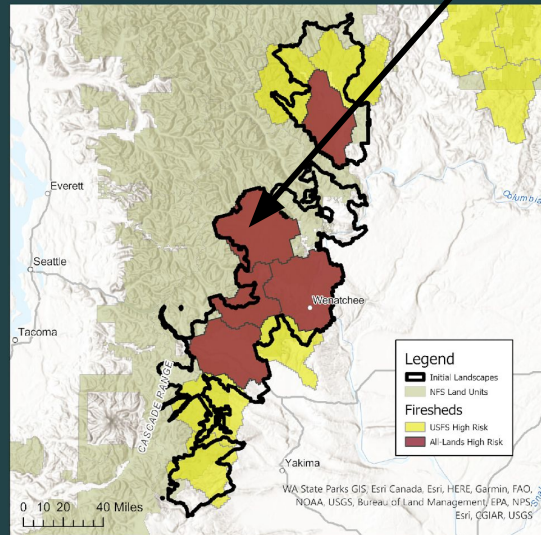 Everett
Columbia
Seattle
Wenatchee
Tacoma
CASCADE RANGE
Legend
Initial Landscapes
NFS Land Units
Firesheds
USFS High Risk
All-Lands High Risk
Yakima
0 10 20 40 Miles
WA State Parks GIS, Esri Canada, Esri, HERE, Garmin, FAO,
NOAA, USGS, Bureau of Land Management, EPA, NPS,
Esri, CGIAR, USGS